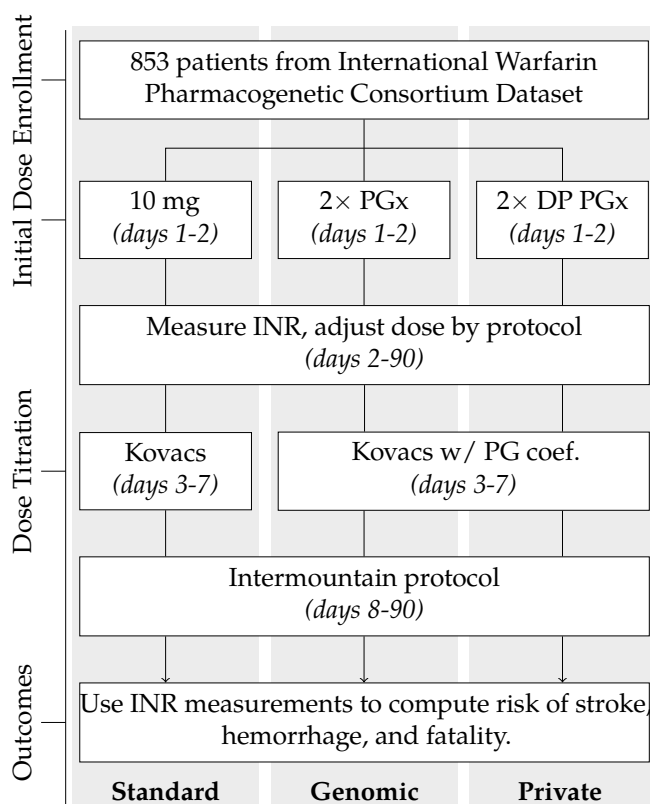 Enrollment
853 patients from International Warfarin
Pharmacogenetic Consortium Dataset
Initial Dose
10 mg
(days 1-2)
2× PGx
(days 1-2)
2× DP PGx
(days 1-2)
Measure INR, adjust dose by protocol
(days 2-90)
Dose Titration
Kovacs
(days 3-7)
Kovacs w/ PG coef.
(days 3-7)
Intermountain protocol
(days 8-90)
Outcomes
Use INR measurements to compute risk of stroke,
hemorrhage, and fatality.
Standard
Genomic
Private